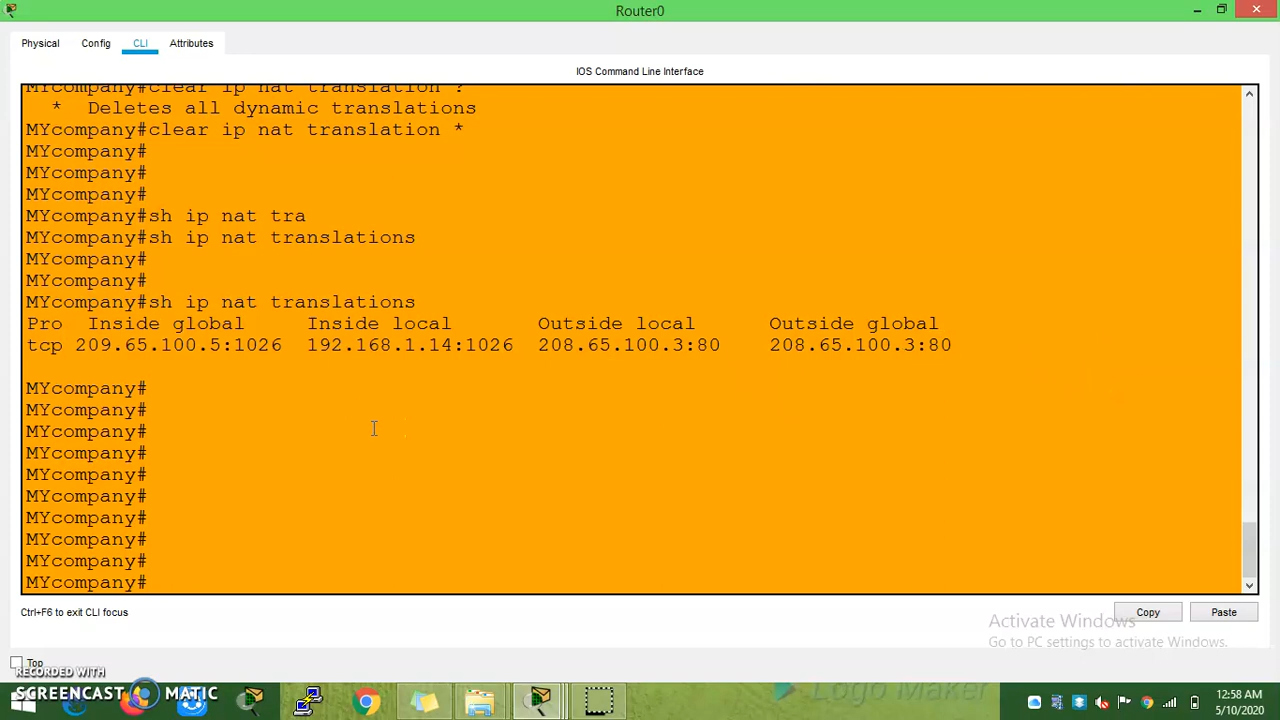 Router0
Physical Config CLI Attributes
IOS Command Line Interface
MYcompany#clear ip nat translation ?
* Deletes all dynamic translations
MYcompany#clear ip nat translation *
MYcompany#
MYcompany#
MYcompany#
MYcompany#sh ip nat tra
MYcompany#sh ip nat translations
MYcompany#
MYcompany#
MYcompany#sh ip nat translations
Pro Inside global Inside local Outside local Outside global
tcp 209.65.100.5:1026 192.168.1.14:1026 208.65.100.3:80 208.65.100.3:80
MYcompany#
MYcompany#
MYcompany#
MYcompany#
MYcompany#
MYcompany#
MYcompany#
MYcompany#
MYcompany#
MYcompany#
Ctrl+F6 to exit CLI focus
Copy Paste
Activate Windows
Go to PC settings to activate Windows.
Top
RECORDED WITH
SCREENCAST MATIC
Logo Maker
12:58 AM
5/10/2020